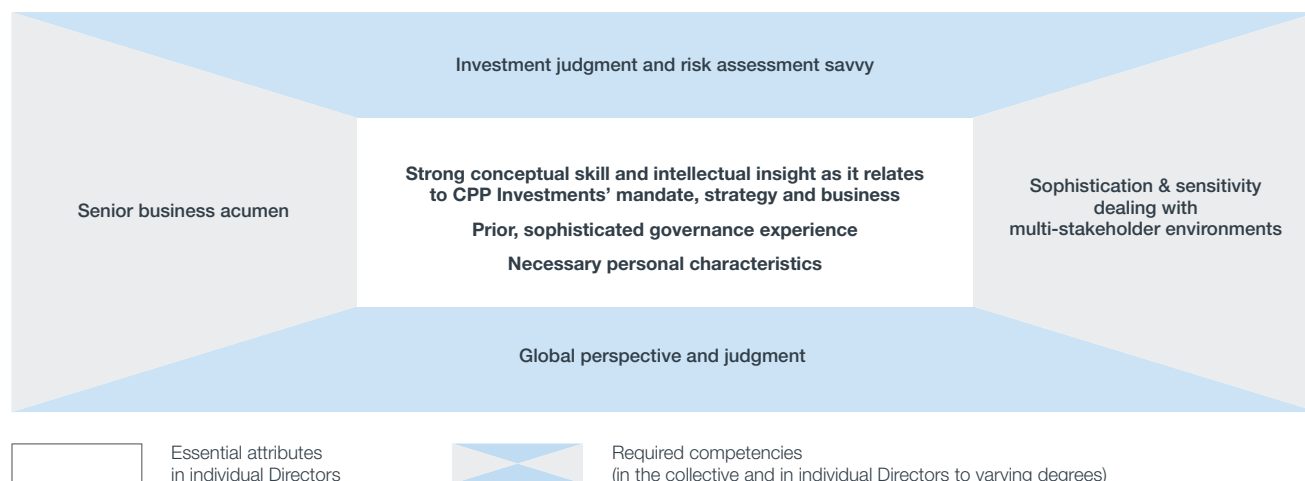 Investment judgment and risk assessment savvy
Strong conceptual skill and intellectual insight as it relates
to CPP Investments’ mandate, strategy and business
Prior, sophisticated governance experience
Necessary personal characteristics
Senior business acumen
Sophistication & sensitivity
dealing with
multi-stakeholder environments
Global perspective and judgment
Essential attributes
in individual Directors
Required competencies
(in the collective and in individual Directors to varying degrees)